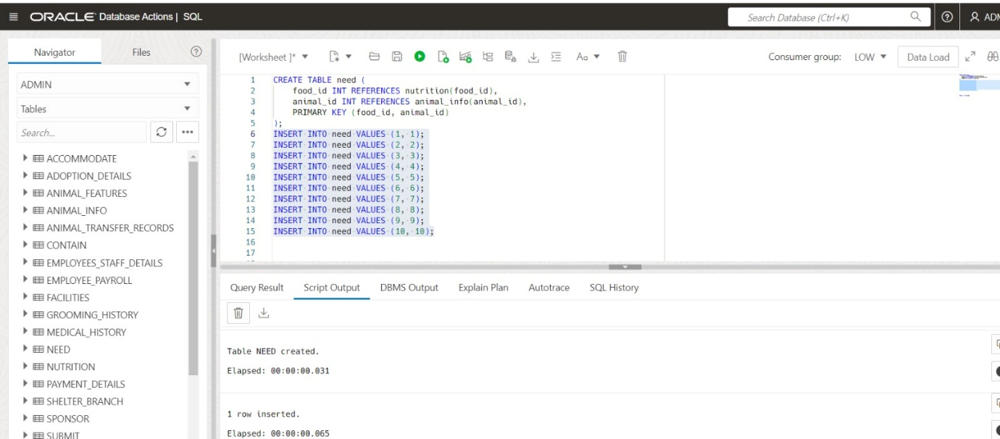 ORACLE Database Actions | SQL
Search Database (Ctrl+K)
Navigator
Files
ADMIN
Tables
Search...
ACCOMMODATE
ADOPTION_DETAILS
ANIMAL_FEATURES
ANIMAL_INFO
ANIMAL_TRANSFER_RECORDS
CONTAIN
EMPLOYEES_STAFF_DETAILS
EMPLOYEE_PAYROLL
FACILITIES
GROOMING_HISTORY
MEDICAL_HISTORY
NEED
NUTRITION
PAYMENT_DETAILS
SHELTER_BRANCH
SPONSOR
SUBMIT
[Worksheet ]*
Aa
Consumer group: LOW
Data Load
1 CREATE TABLE need (
2 food_id INT REFERENCES nutrition(food_id),
3 animal_id INT REFERENCES animal_info(animal_id),
4 PRIMARY KEY (food_id, animal_id)
5 );
6 INSERT INTO need VALUES (1, 1);
7 INSERT INTO need VALUES (2, 2);
8 INSERT INTO need VALUES (3, 3);
9 INSERT INTO need VALUES (4, 4);
10 INSERT INTO need VALUES (5, 5);
11 INSERT INTO need VALUES (6, 6);
12 INSERT INTO need VALUES (7, 7);
13 INSERT INTO need VALUES (8, 8);
14 INSERT INTO need VALUES (9, 9);
15 INSERT INTO need VALUES (10, 10);
16
17
Query Result Script Output DBMS Output Explain Plan Autotrace SQL History
Table NEED created.
Elapsed: 00:00:00.031
1 row inserted.
Elapsed: 00:00:00.065